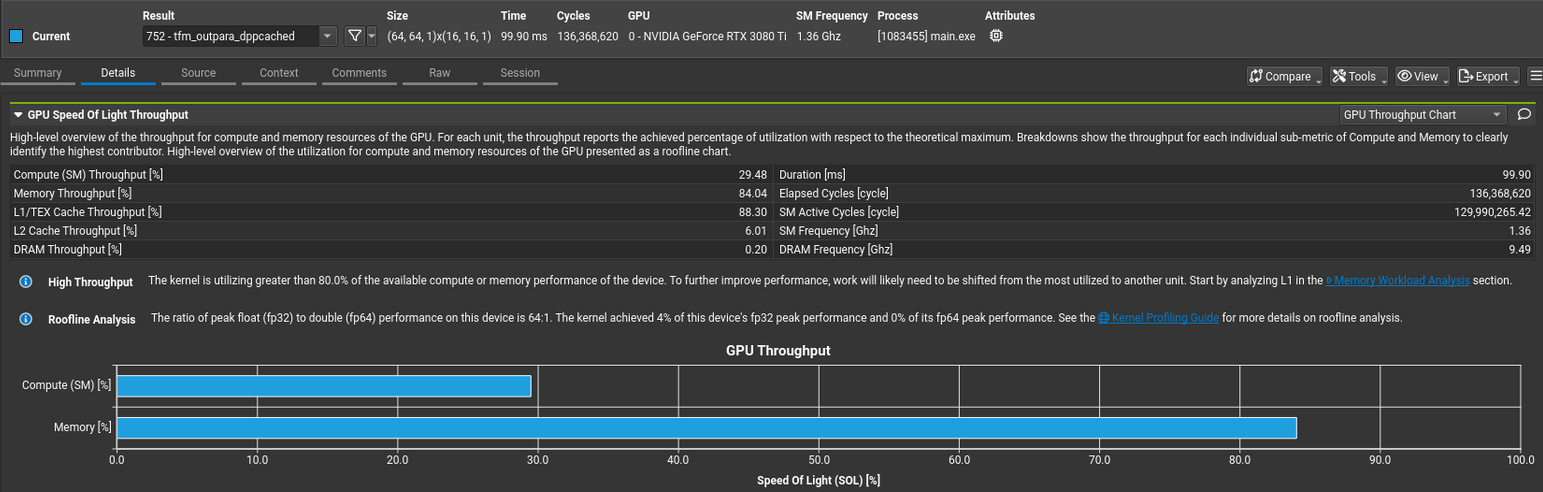 Result Size Time Cycles GPU SM Frequency Process Attributes
Current 752 - tfm_outpara_dppcached (64, 64, 1)x(16, 16, 1) 99.90 ms 136,368,620 0 - NVIDIA GeForce RTX 3080 Ti 1.36 Ghz [1083455] main.exe
Summary Details Source Context Comments Raw Session Compare Tools View Export
GPU Speed Of Light Throughput GPU Throughput Chart
High-level overview of the throughput for compute and memory resources of the GPU. For each unit, the throughput reports the achieved percentage of utilization with respect to the theoretical maximum. Breakdowns show the throughput for each individual sub-metric of Compute and Memory to clearly
identify the highest contributor. High-level overview of the utilization for compute and memory resources of the GPU presented as a roofline chart.
Compute (SM) Throughput [%] 29.48 Duration [ms] 99.90
Memory Throughput [%] 84.04 Elapsed Cycles [cycle] 136,368,620
L1/TEX Cache Throughput [%] 88.30 SM Active Cycles [cycle] 129,990,265.42
L2 Cache Throughput [%] 6.01 SM Frequency [Ghz] 1.36
DRAM Throughput [%] 0.20 DRAM Frequency [Ghz] 9.49
High Throughput The kernel is utilizing greater than 80.0% of the available compute or memory performance of the device. To further improve performance, work will likely need to be shifted from the most utilized to another unit. Start by analyzing L1 in the Memory Workload Analysis section.
Roofline Analysis The ratio of peak float (fp32) to double (fp64) performance on this device is 64:1. The kernel achieved 4% of this device's fp32 peak performance and 0% of its fp64 peak performance. See the Kernel Profiling Guide for more details on roofline analysis.
GPU Throughput
Compute (SM) [%]
Memory [%]
0.0 10.0 20.0 30.0 40.0 50.0 60.0 70.0 80.0 90.0 100.0
Speed Of Light (SOL) [%]